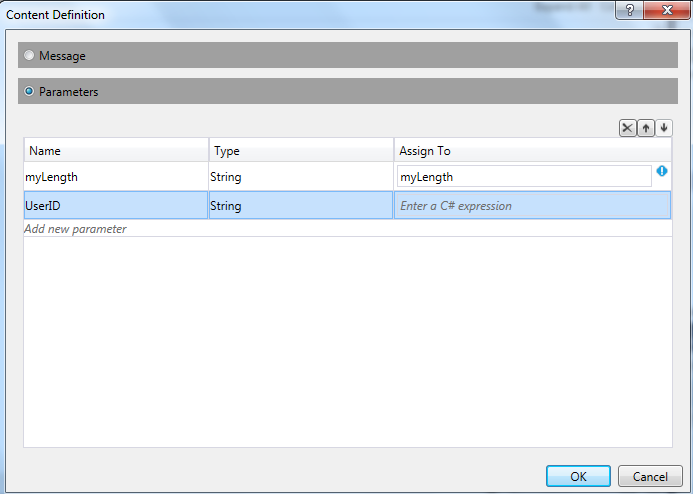 Content Definition
Message
Parameters
Name Type Assign To
myLength String myLength
UserID String Enter a C# expression
Add new parameter
OK Cancel